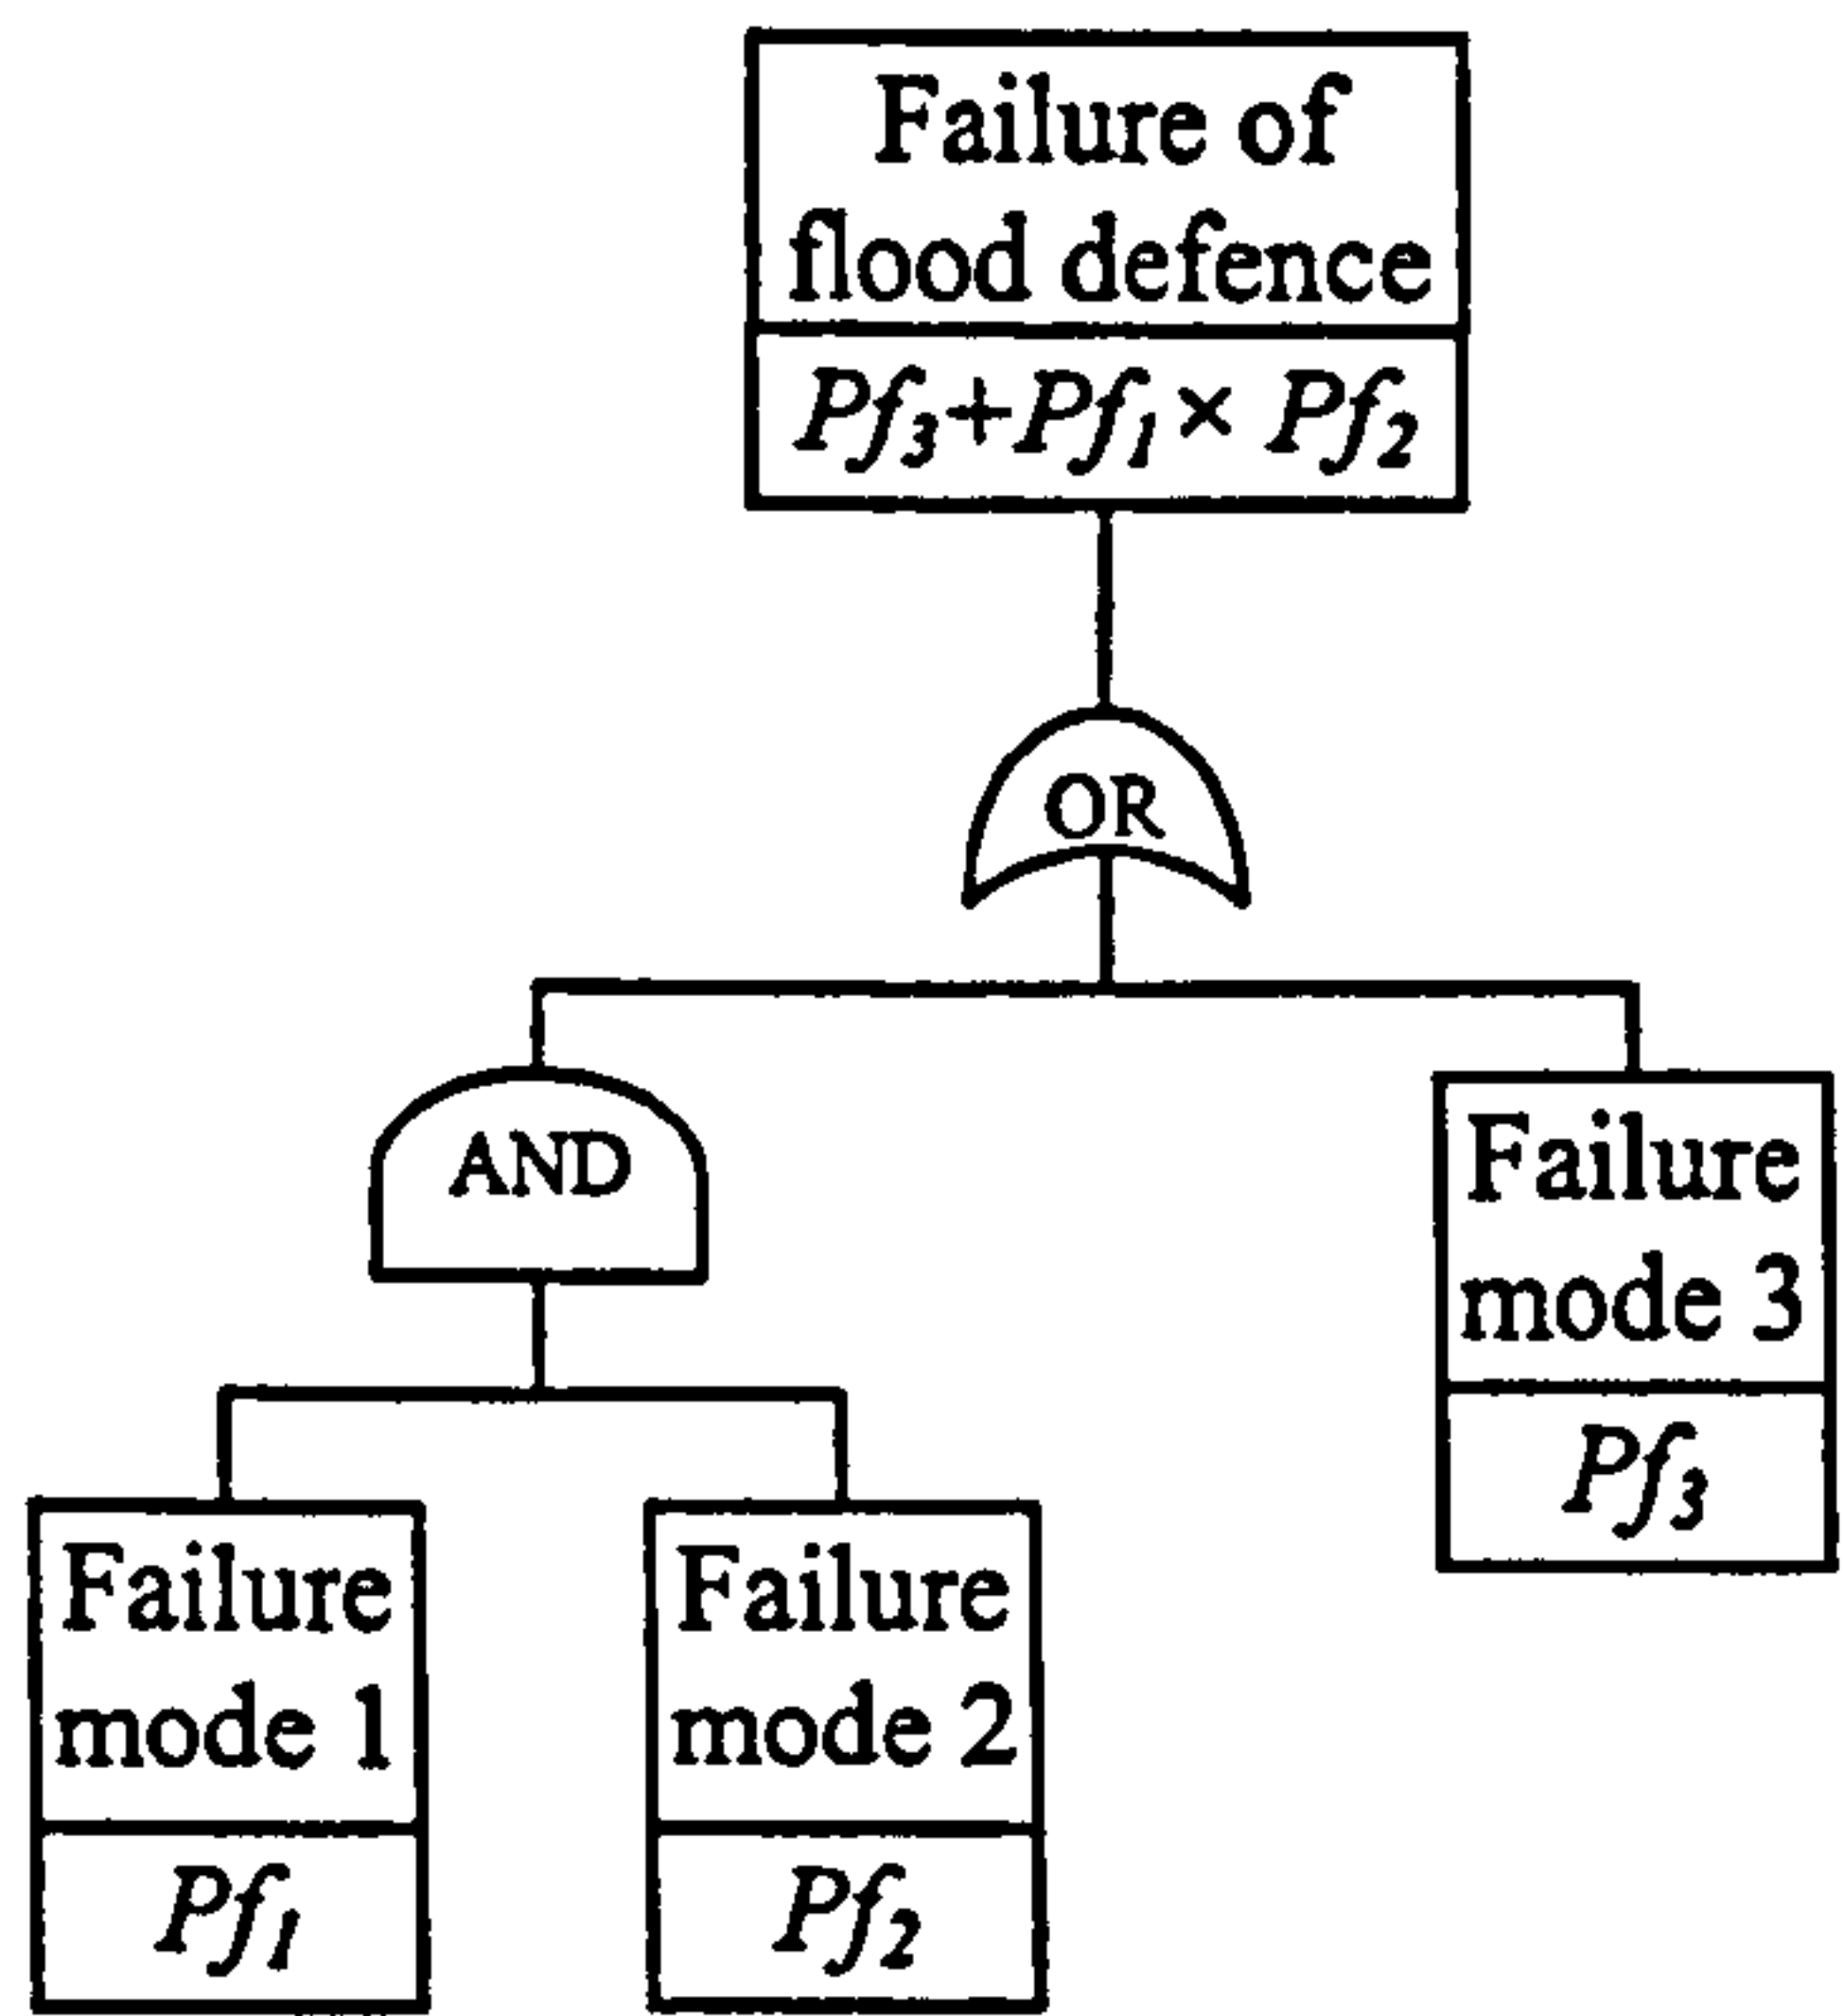 Failure of
flood defence
Pf₃+Pf₁× Pf₂
OR
AND
Failure
mode 3
Pf₃
Failure
mode 1
Pf₁
Failure
mode 2
Pf₂